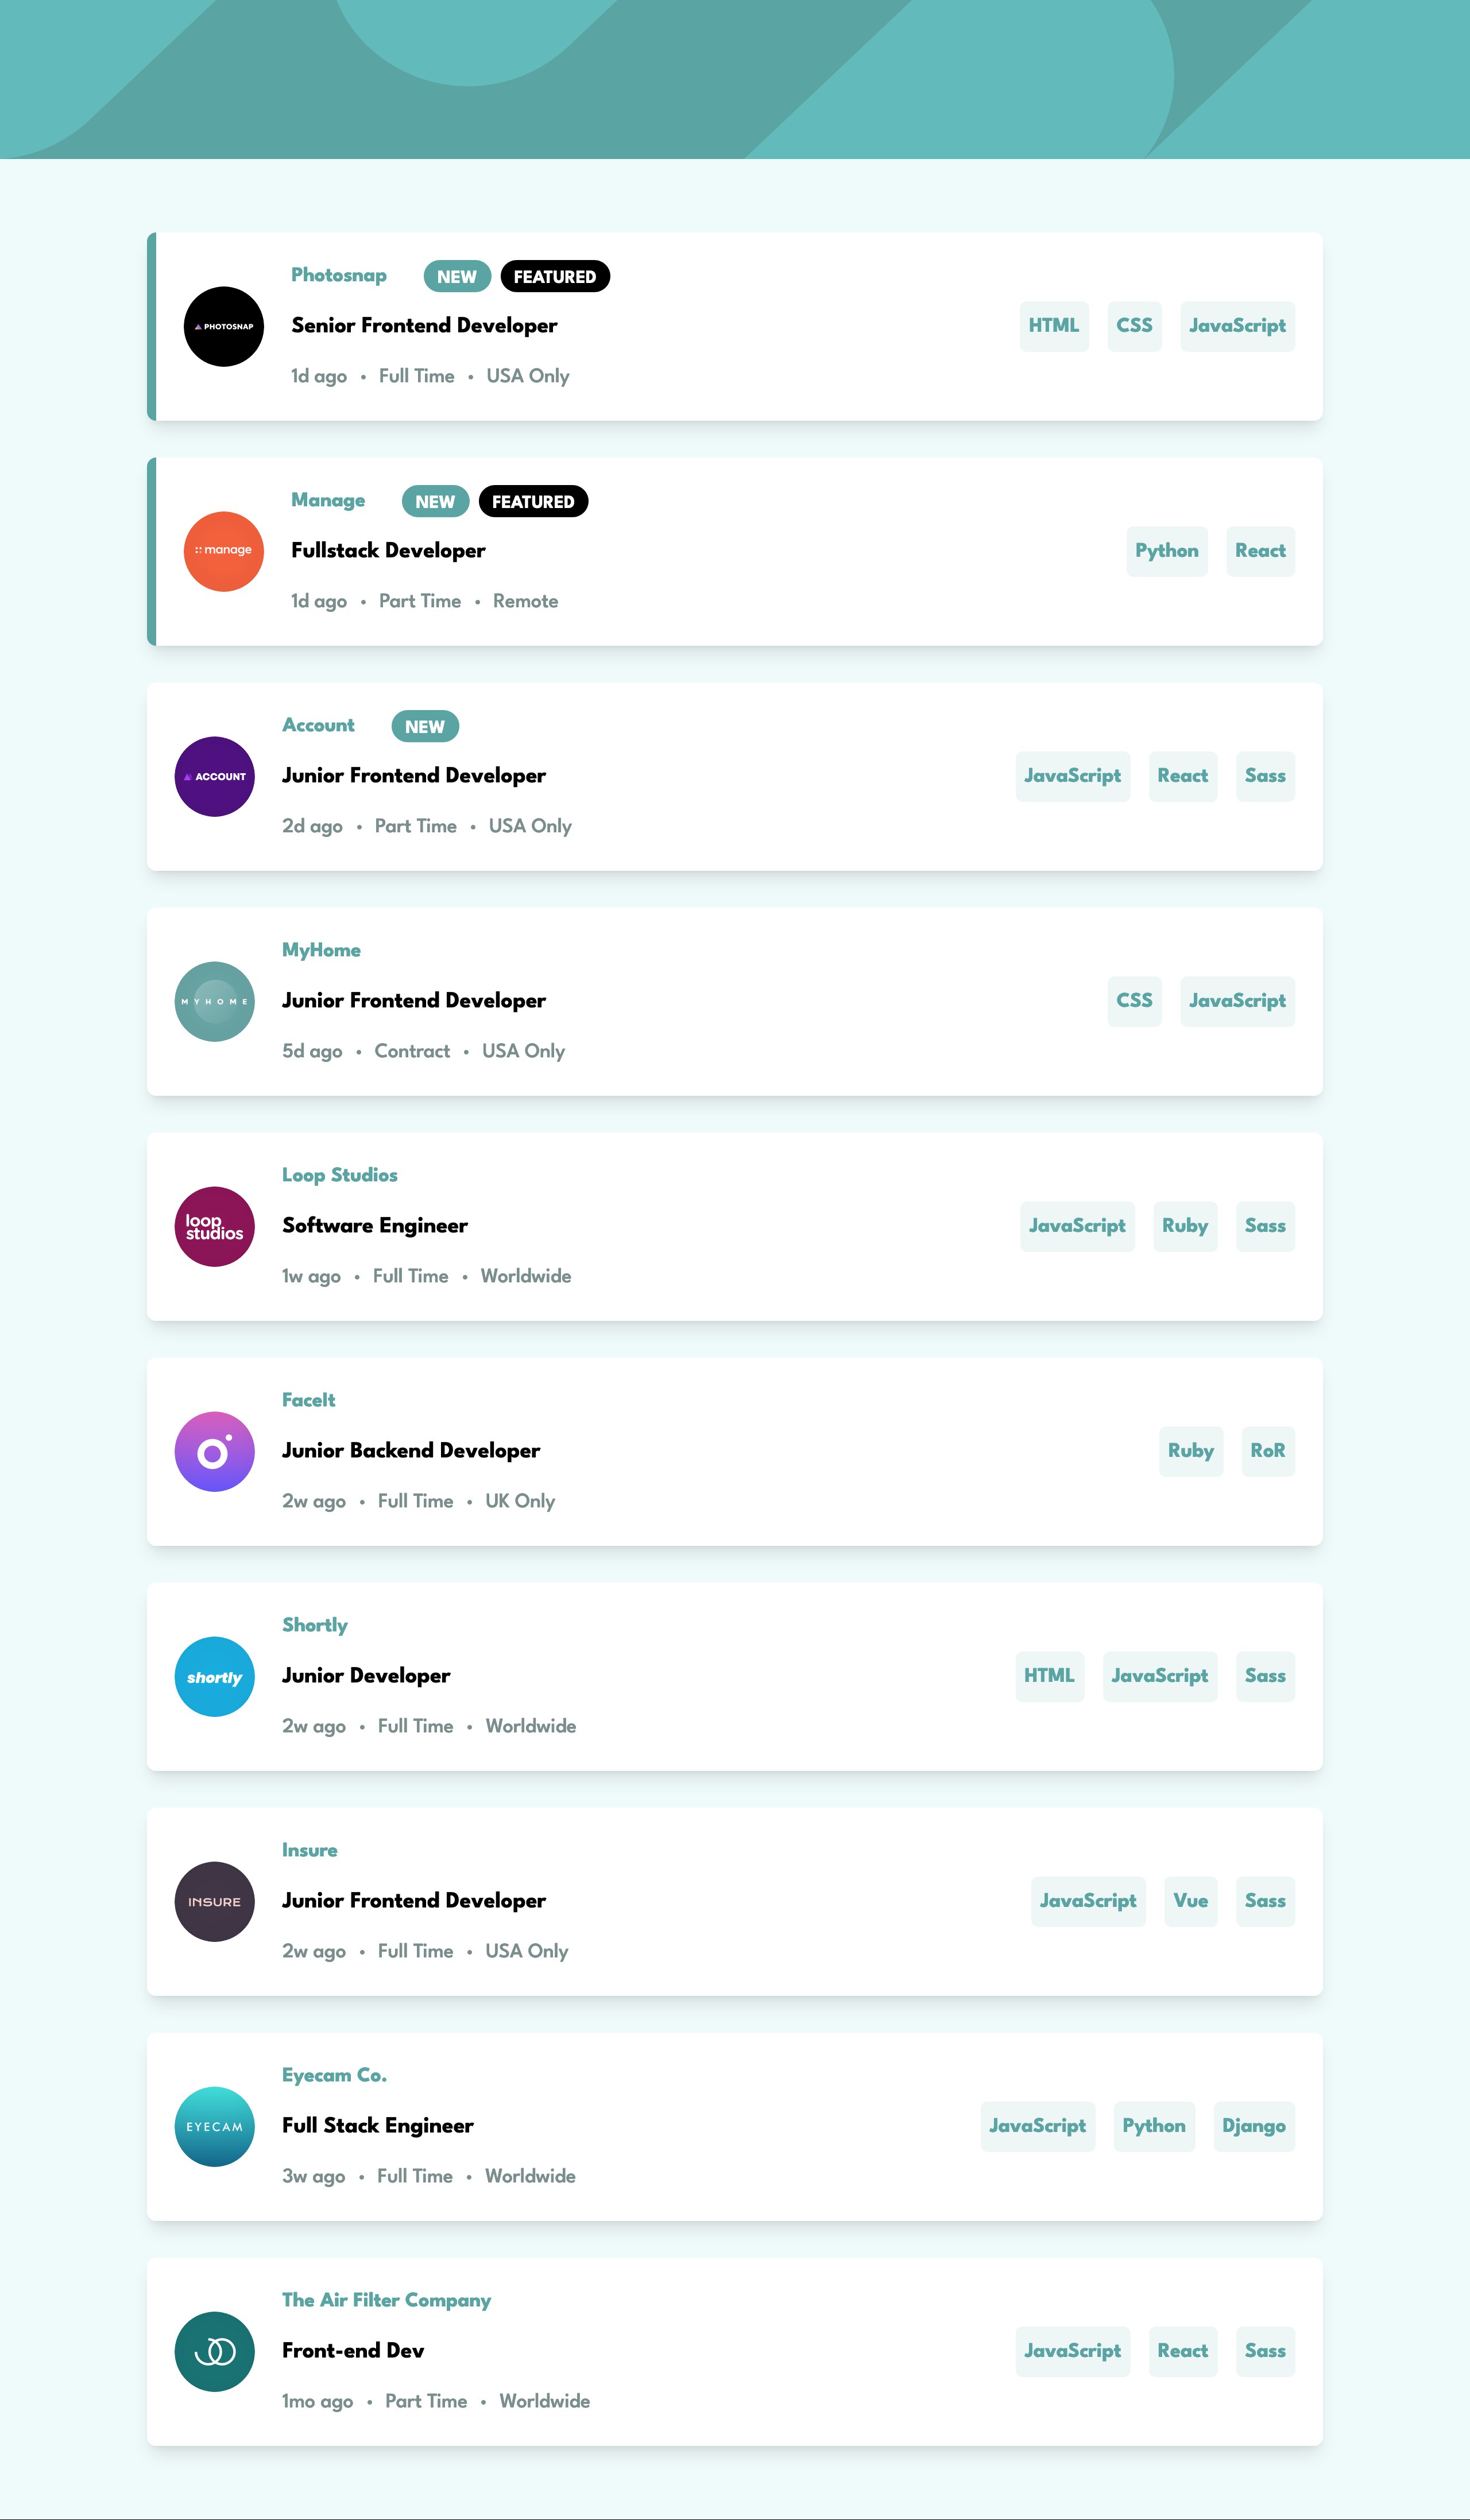 Photosnap NEW FEATURED
PHOTOSNAP
Senior Frontend Developer
HTML CSS JavaScript
1d ago • Full Time • USA Only
Manage NEW FEATURED
manage
Fullstack Developer
Python React
1d ago • Part Time • Remote
Account NEW
ACCOUNT
Junior Frontend Developer
JavaScript React Sass
2d ago • Part Time • USA Only
MyHome
MYHOME
Junior Frontend Developer
CSS JavaScript
5d ago • Contract • USA Only
Loop Studios
loop
studios
Software Engineer
JavaScript Ruby Sass
1w ago • Full Time • Worldwide
FaceIt
Junior Backend Developer
Ruby RoR
2w ago • Full Time • UK Only
Shortly
shortly
Junior Developer
HTML JavaScript Sass
2w ago • Full Time • Worldwide
Insure
INSURE
Junior Frontend Developer
JavaScript Vue Sass
2w ago • Full Time • USA Only
Eyecam Co.
EYECAM
Full Stack Engineer
JavaScript Python Django
3w ago • Full Time • Worldwide
The Air Filter Company
Front-end Dev
JavaScript React Sass
1mo ago • Part Time • Worldwide